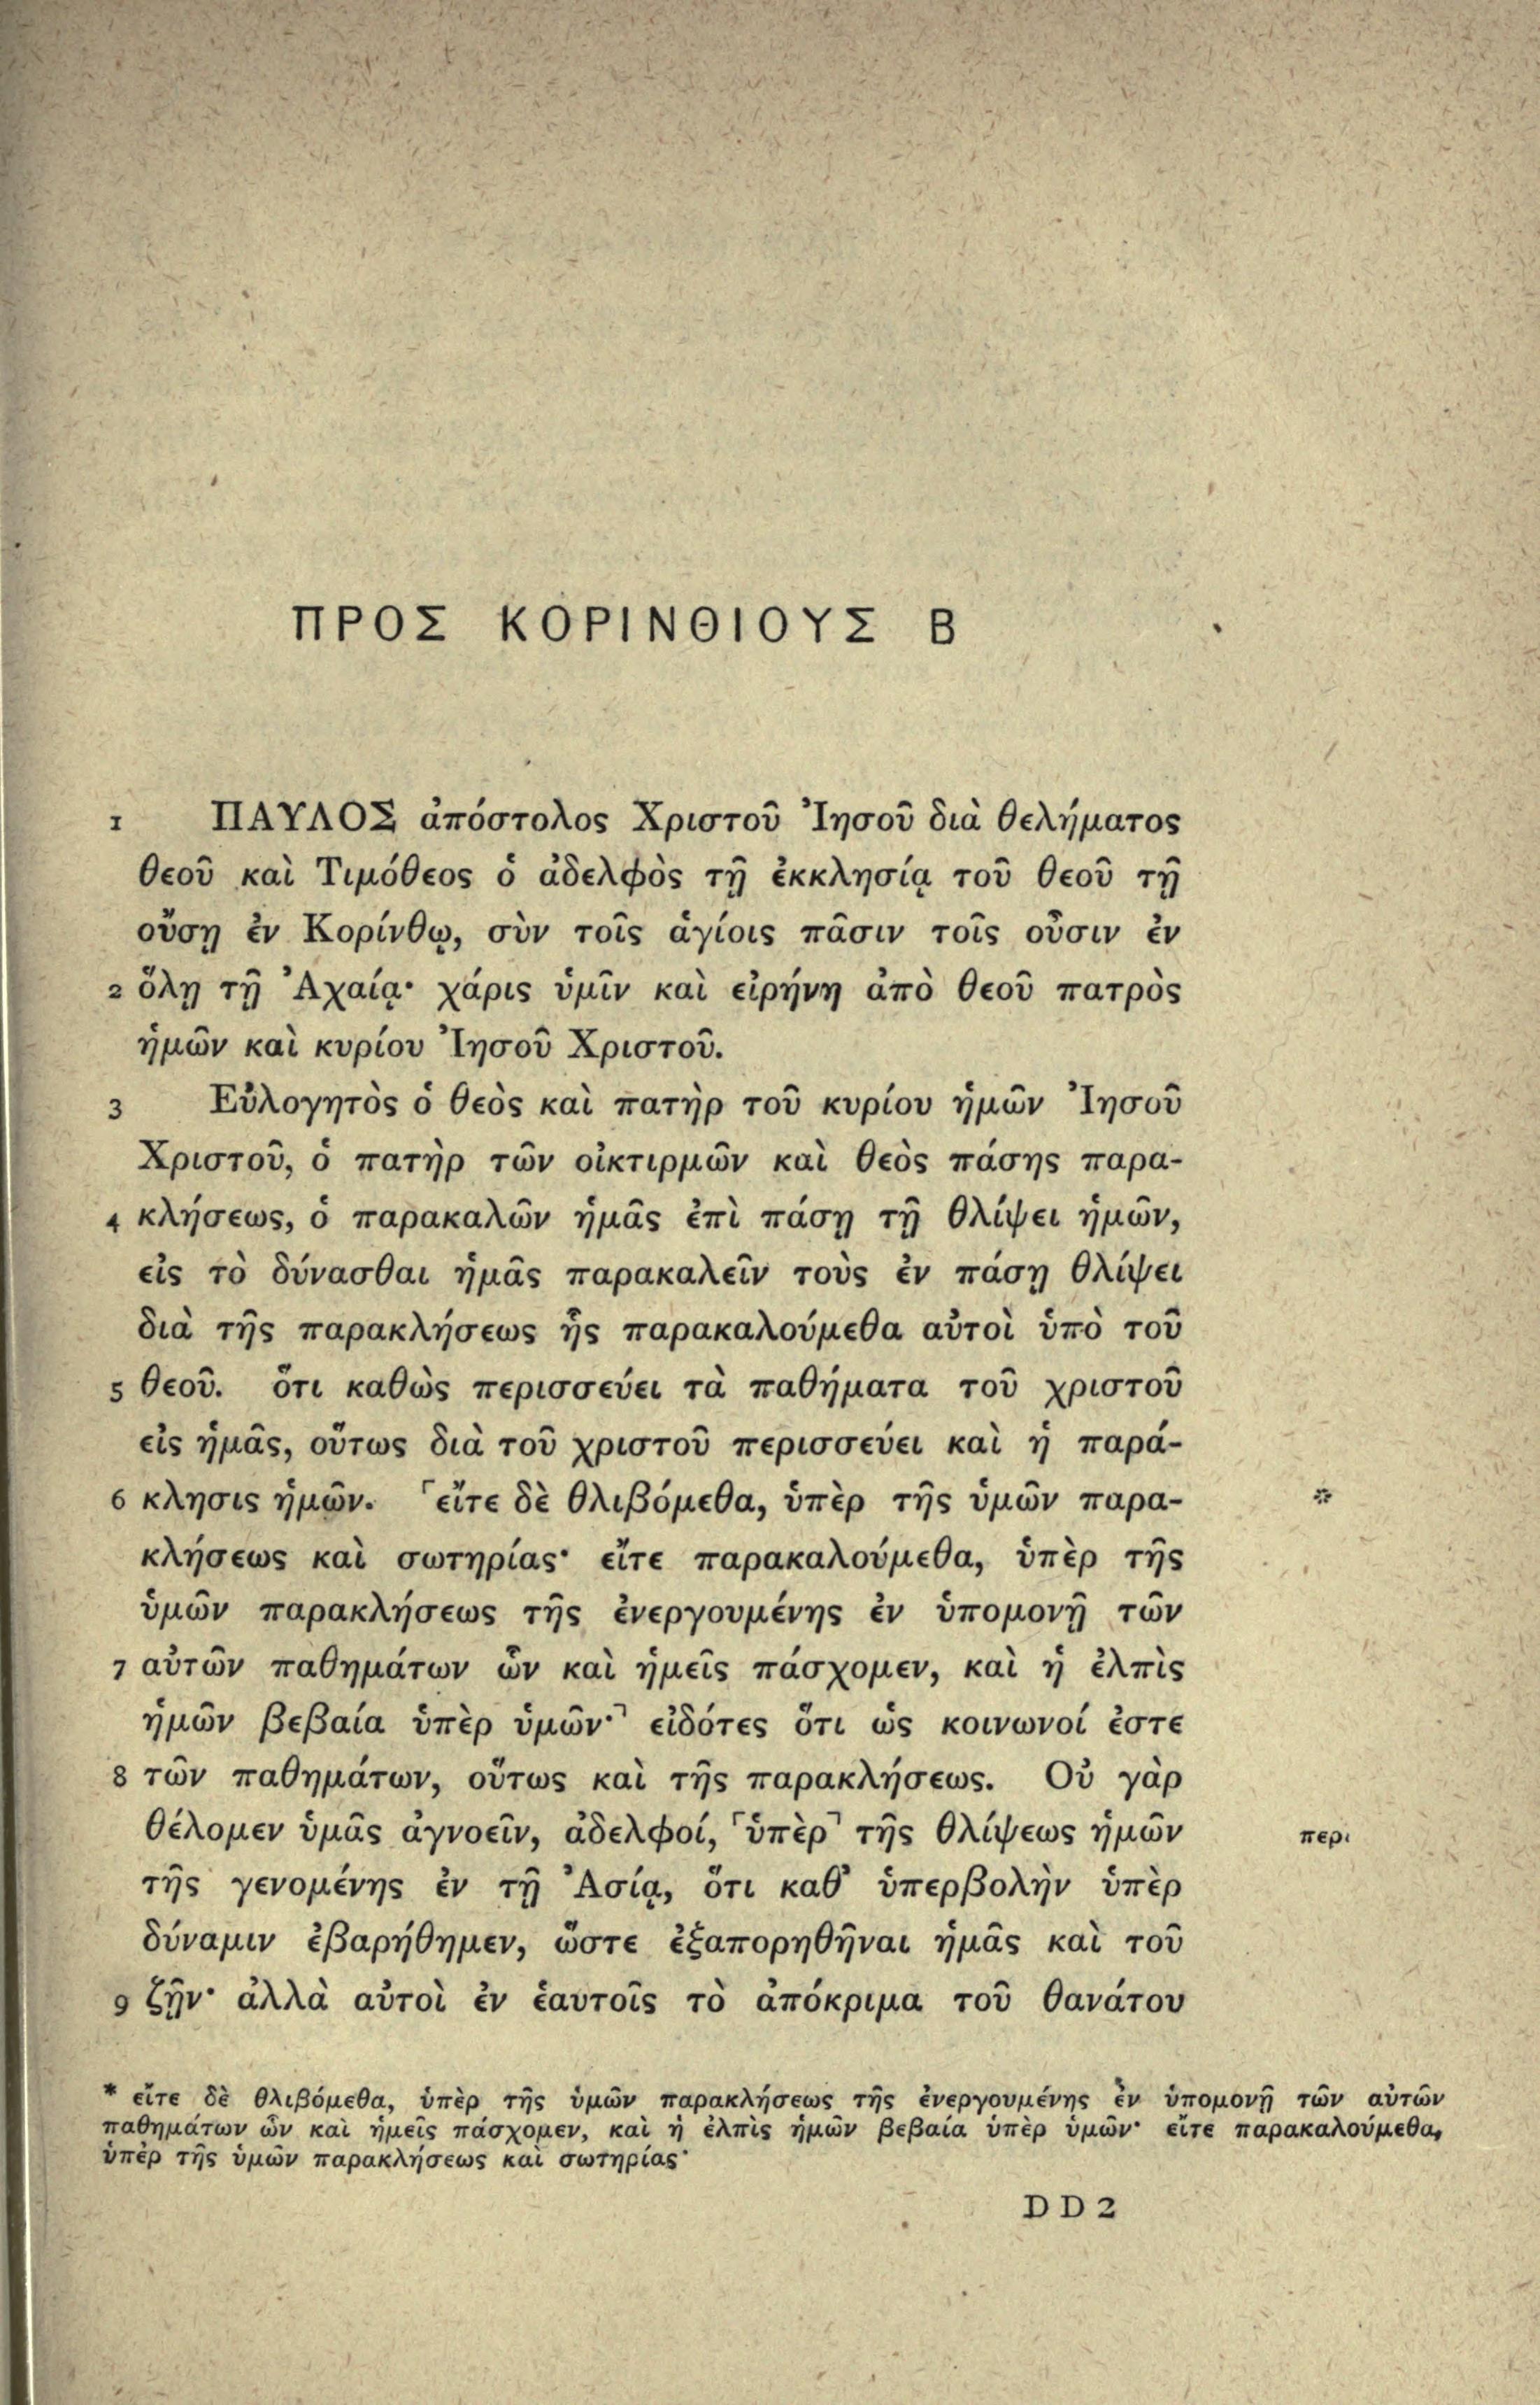 ΠΡΟΣ ΚΟΡΙΝΘΙΟΥΣ Β
1 ΠΑΥΛΟΣ ἀπόστολος Χριστοῦ Ἰησοῦ διὰ θελήματος
θεοῦ καὶ Τιμόθεος ὁ ἀδελφὸς τῇ ἐκκλησίᾳ τοῦ θεοῦ τῇ
οὔσῃ ἐν Κορίνθῳ, σὺν τοῖς ἁγίοις πᾶσιν τοῖς οὖσιν ἐν
2 ὅλῃ τῇ Ἀχαίᾳ· χάρις ὑμῖν καὶ εἰρήνη ἀπὸ θεοῦ πατρὸς
ἡμῶν καὶ κυρίου Ἰησοῦ Χριστοῦ.
3 Εὐλογητὸς ὁ θεὸς καὶ πατὴρ τοῦ κυρίου ἡμῶν Ἰησοῦ
Χριστοῦ, ὁ πατὴρ τῶν οἰκτιρμῶν καὶ θεὸς πάσης παρα-
4 κλήσεως, ὁ παρακαλῶν ἡμᾶς ἐπὶ πάσῃ τῇ θλίψει ἡμῶν,
εἰς τὸ δύνασθαι ἡμᾶς παρακαλεῖν τοὺς ἐν πάσῃ θλίψει
διὰ τῆς παρακλήσεως ἧς παρακαλούμεθα αὐτοὶ ὑπὸ τοῦ
5 θεοῦ. ὅτι καθὼς περισσεύει τὰ παθήματα τοῦ χριστοῦ
εἰς ἡμᾶς, οὕτως διὰ τοῦ χριστοῦ περισσεύει καὶ ἡ παρά-
6 κλησις ἡμῶν. ⌜εἴτε δὲ θλιβόμεθα, ὑπὲρ τῆς ὑμῶν παρα- *
κλήσεως καὶ σωτηρίας· εἴτε παρακαλούμεθα, ὑπὲρ τῆς
ὑμῶν παρακλήσεως τῆς ἐνεργουμένης ἐν ὑπομονῇ τῶν
7 αὐτῶν παθημάτων ὧν καὶ ἡμεῖς πάσχομεν, καὶ ἡ ἐλπὶς
ἡμῶν βεβαία ὑπὲρ ὑμῶν·⌝ εἰδότες ὅτι ὡς κοινωνοί ἐστε
8 τῶν παθημάτων, οὕτως καὶ τῆς παρακλήσεως. Οὐ γὰρ
θέλομεν ὑμᾶς ἀγνοεῖν, ἀδελφοί, ⌜ὑπὲρ⌝ τῆς θλίψεως ἡμῶν περι
τῆς γενομένης ἐν τῇ Ἀσίᾳ, ὅτι καθ᾽ ὑπερβολὴν ὑπὲρ
δύναμιν ἐβαρήθημεν, ὥστε ἐξαπορηθῆναι ἡμᾶς καὶ τοῦ
9 ζῇν· ἀλλὰ αὐτοὶ ἐν ἑαυτοῖς τὸ ἀπόκριμα τοῦ θανάτου
* εἴτε δὲ θλιβόμεθα, ὑπὲρ τῆς ὑμῶν παρακλήσεως τῆς ἐνεργουμένης ἐν ὑπομονῇ τῶν αὐτῶν
παθημάτων ὧν καὶ ἡμεῖς πάσχομεν, καὶ ἡ ἐλπὶς ἡμῶν βεβαία ὑπὲρ ὑμῶν· εἴτε παρακαλούμεθα,
ὑπὲρ τῆς ὑμῶν παρακλήσεως καὶ σωτηρίας·
DD2